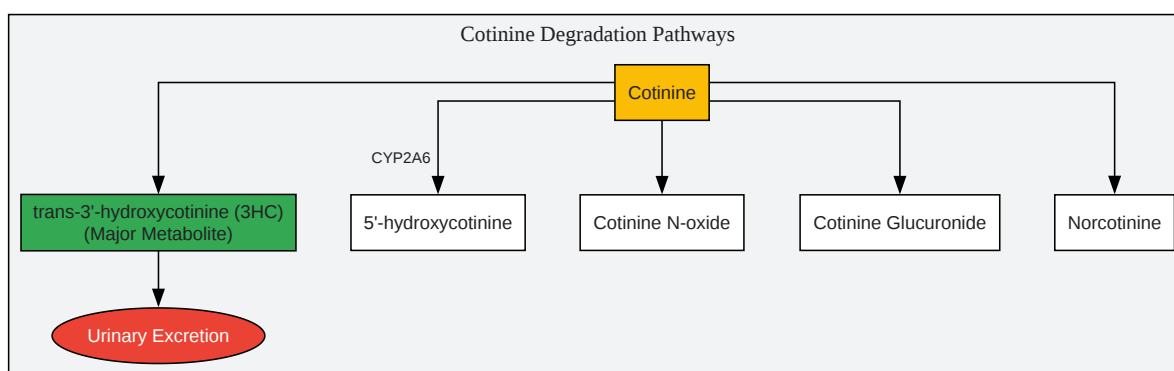 Cotinine Degradation Pathways
Cotinine
CYP2A6
trans-3'-hydroxycotinine (3HC)
(Major Metabolite)
5'-hydroxycotinine
Cotinine N-oxide
Cotinine Glucuronide
Norcotinine
Urinary Excretion